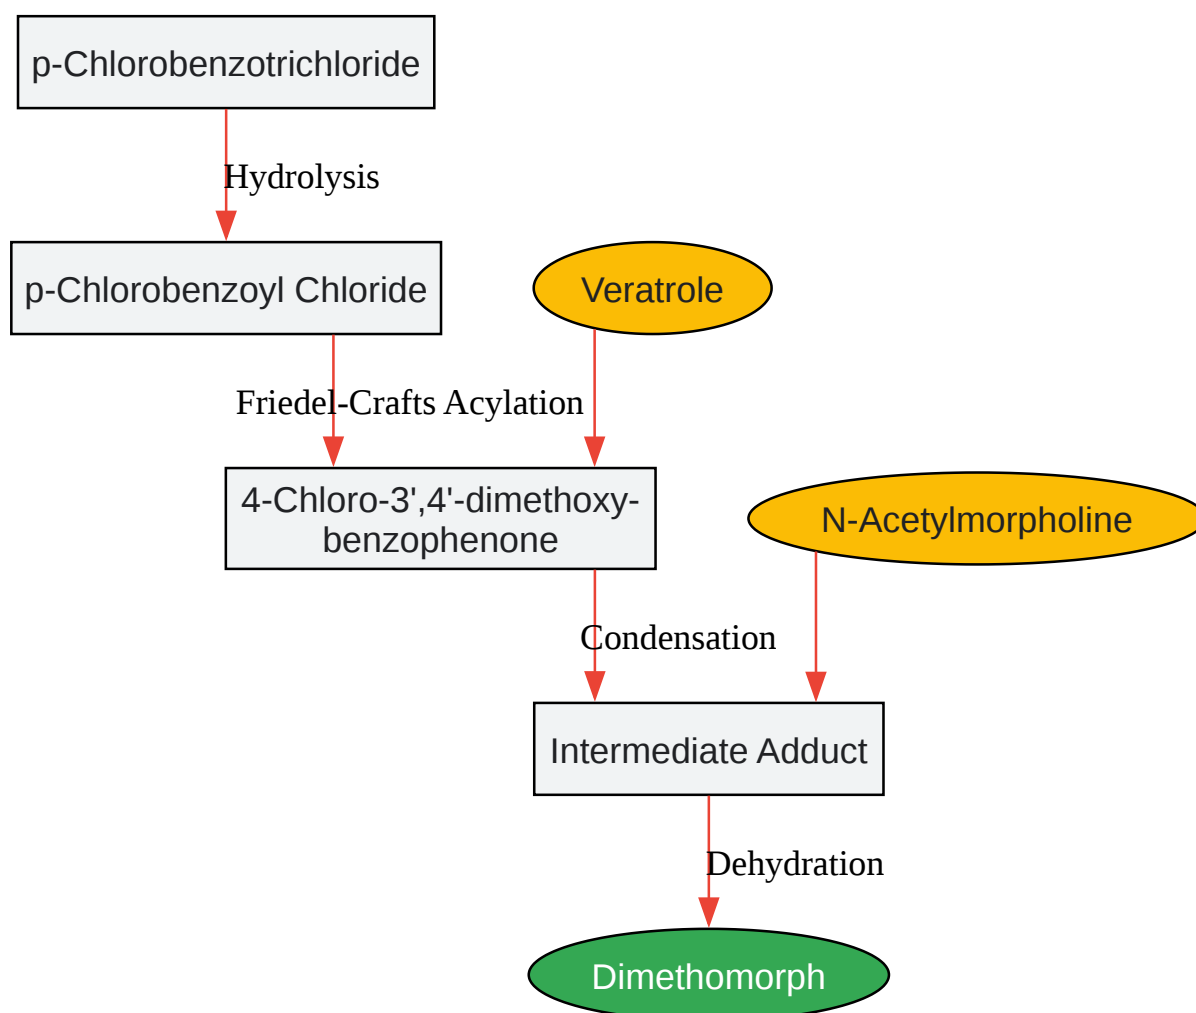 p-Chlorobenzotrichloride
Hydrolysis
p-Chlorobenzoyl Chloride
Veratrole
Friedel-Crafts Acylation
4-Chloro-3',4'-dimethoxy-
benzophenone
N-Acetylmorpholine
Condensation
Intermediate Adduct
Dehydration
Dimethomorph